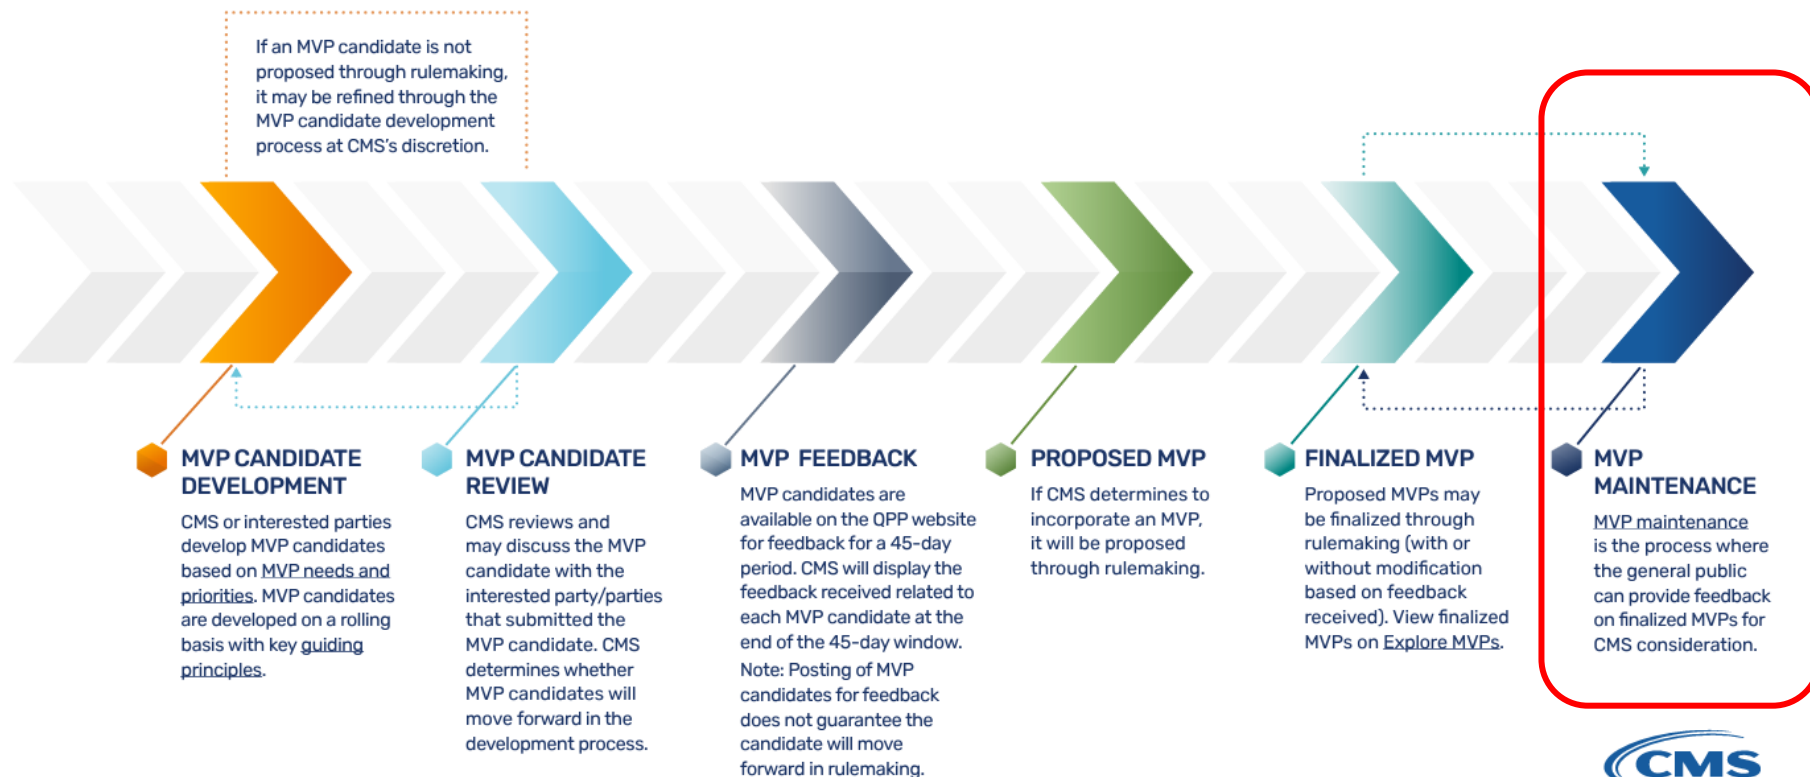 If an MVP candidate is not
proposed through rulemaking,
it may be refined through the
MVP candidate development
process at CMS's discretion.
MVP CANDIDATE
DEVELOPMENT
CMS or interested parties
develop MVP candidates
based on MVP needs and
priorities. MVP candidates
are developed on a rolling
basis with key guiding
principles.
MVP CANDIDATE
REVIEW
CMS reviews and
may discuss the MVP
candidate with the
interested party/parties
that submitted the
MVP candidate. CMS
determines whether
MVP candidates will
move forward in the
development process.
MVP FEEDBACK
MVP candidates are
available on the QPP website
for feedback for a 45-day
period. CMS will display the
feedback received related to
each MVP candidate at the
end of the 45-day window.
Note: Posting of MVP
candidates for feedback
does not guarantee the
candidate will move
forward in rulemaking.
PROPOSED MVP
If CMS determines to
incorporate an MVP,
it will be proposed
through rulemaking.
FINALIZED MVP
Proposed MVPs may
be finalized through
rulemaking (with or
without modification
based on feedback
received). View finalized
MVPs on Explore MVPs.
MVP
MAINTENANCE
MVP maintenance
is the process where
the general public
can provide feedback
on finalized MVPs for
CMS consideration.
CMS